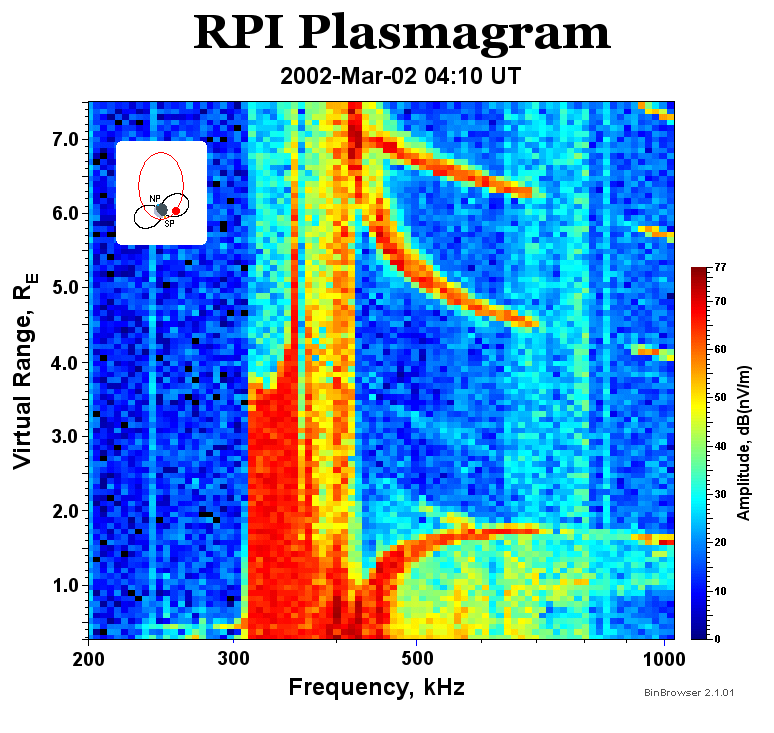 RPI Plasmagram
2002-Mar-02 04:10 UT
7.0
6.0
5.0
4.0
3.0
2.0
1.0
Virtual Range, RE
NP
SP
77
70
60
50
40
30
20
10
0
Amplitude, dB(nV/m)
200 300 500 1000
Frequency, kHz
BinBrowser 2.1.01